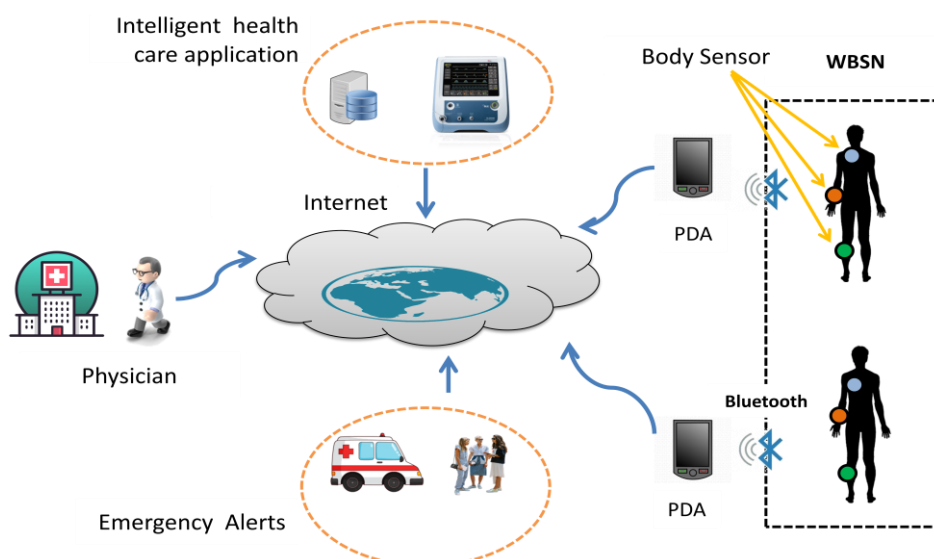 Intelligent health
care application
Body Sensor
WBSN
Internet
PDA
Physician
Bluetooth
PDA
Emergency Alerts